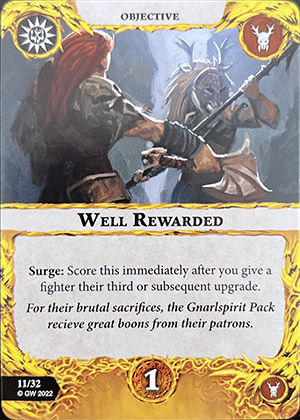 OBJECTIVE
WELL REWARDED
Surge: Score this immediately after you give a
fighter their third or subsequent upgrade.
For their brutal sacrifices, the Gnarlspirit Pack
recieve great boons from their patrons.
11/32
© GW 2022
1